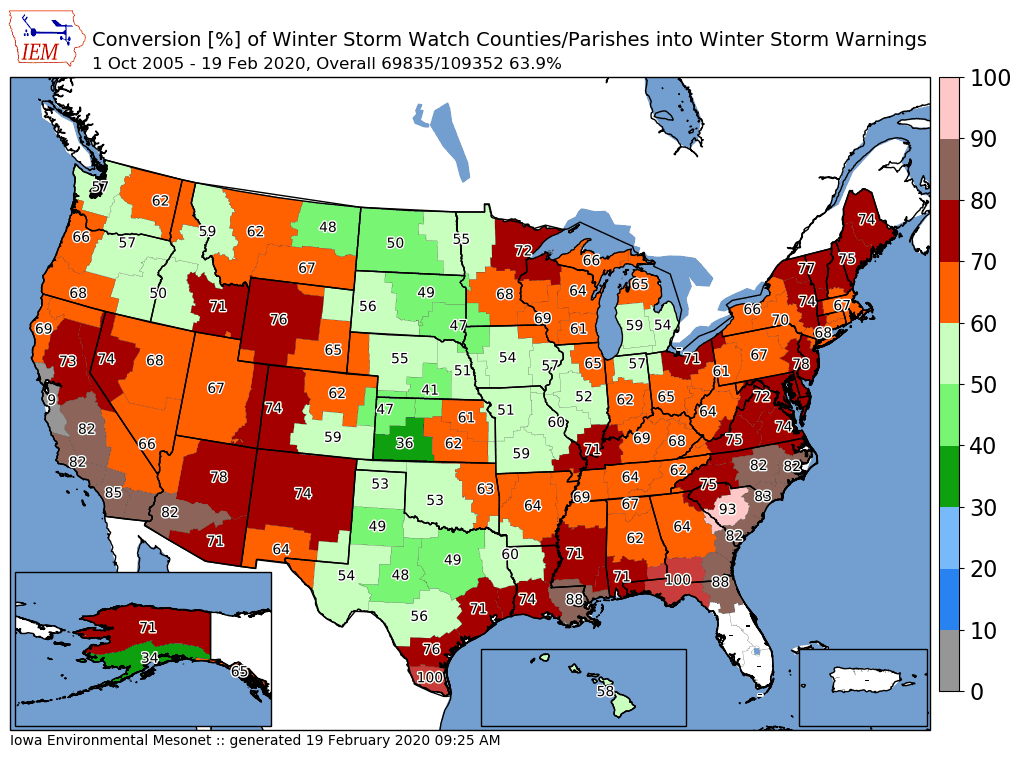 IEM
Conversion [%] of Winter Storm Watch Counties/Parishes into Winter Storm Warnings
1 Oct 2005 - 19 Feb 2020, Overall 69835/109352 63.9%
100
90
80
70
60
50
40
30
20
10
0
57 62 59 62 48 50 55 72 66 74
66 57 67 65 77 75
68 50 71 76 56 49 68 64 74 67
69 47 69 61 59 54 66 70 68
73 74 68 65 55 54 57 65 57 71 67 78
67 62 51 61
9 74 41 52 62 65 72
82 47 61 51 60 64
66 59 36 62 59 71 69 68 75 74
82 78 74 53 53 63 64 69 64 62 75 82 82
85 82 49 67 93 83
71 64 49 60 71 62 64 82
54 48 71 100 88
56 71 74 88
76
100
71
34
65
58
- -
-
-
Iowa Environmental Mesonet :: generated 19 February 2020 09:25 AM